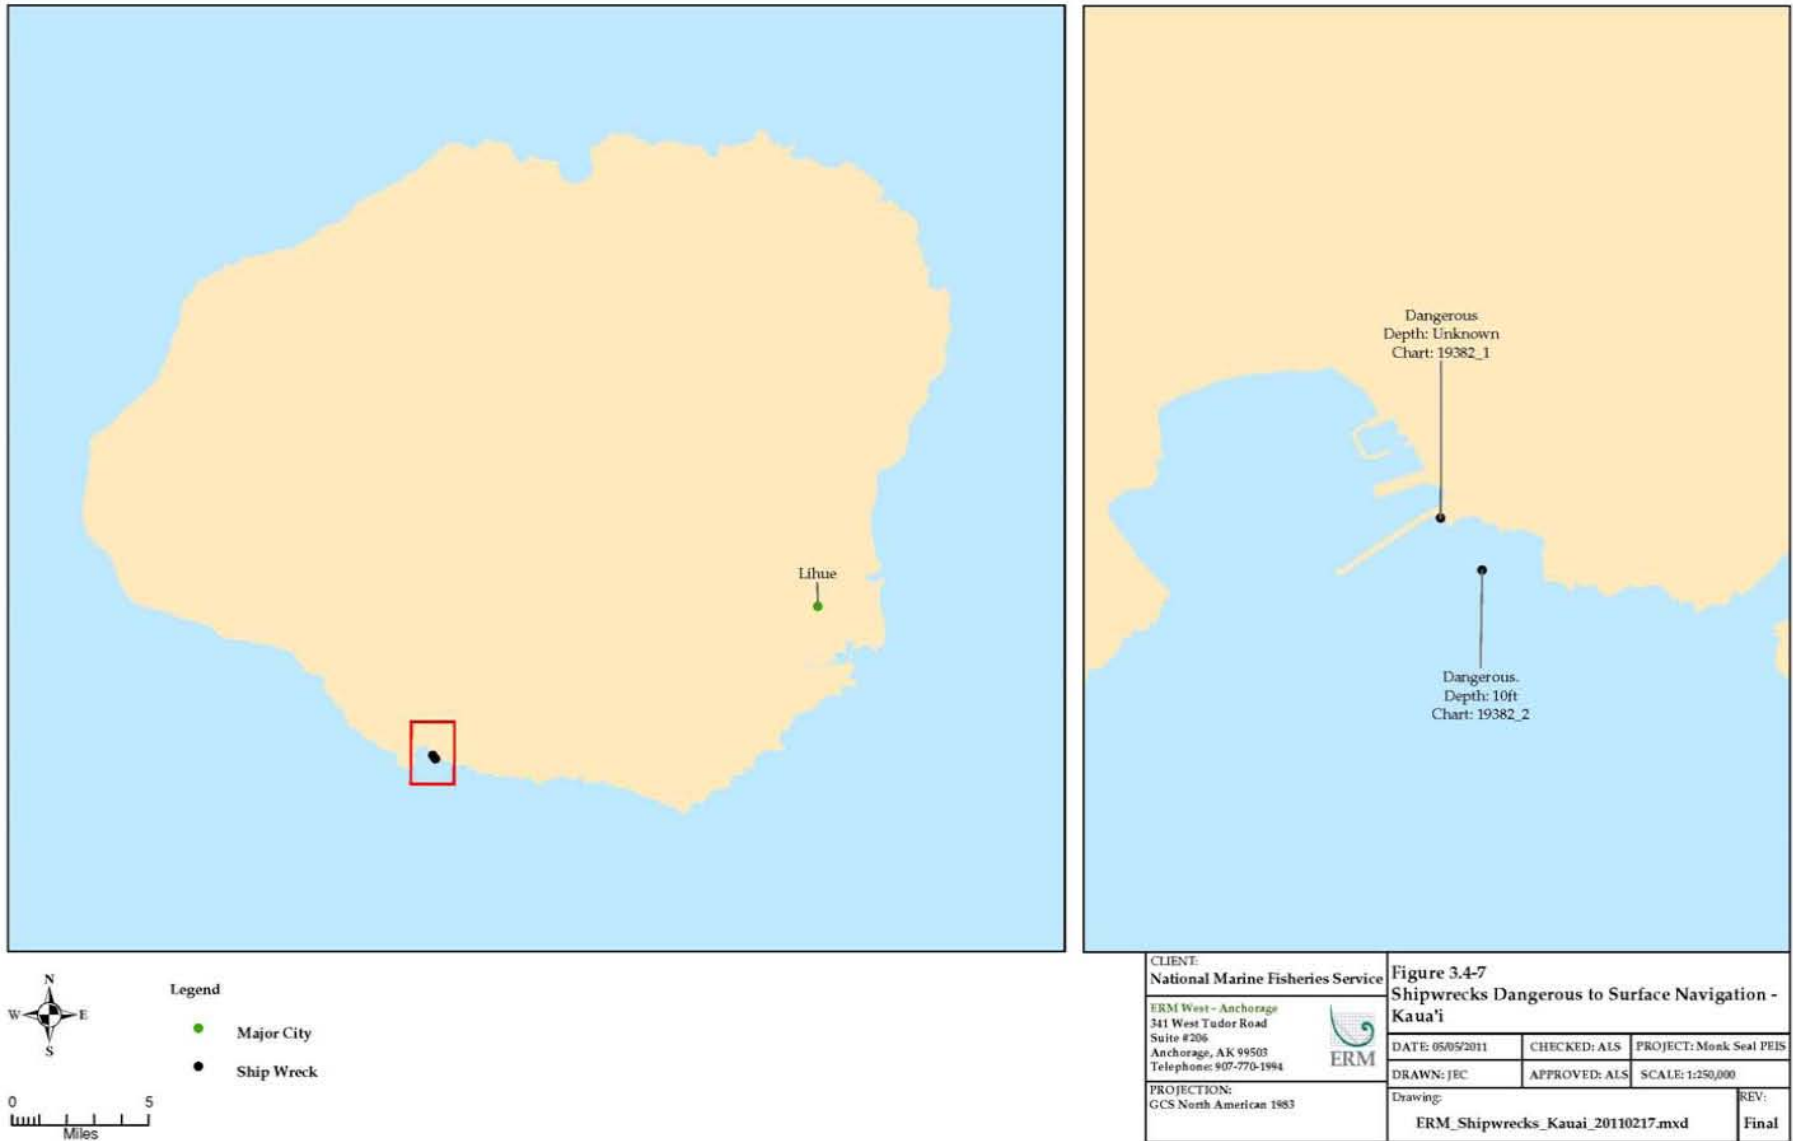 Lihue
Dangerous
Depth: Unknown
Chart: 19382_1
Dangerous.
Depth: 10ft
Chart: 19382_2
N
W
E
S
Legend
Major City
Ship Wreck
0 5
Miles
CLIENT:
National Marine Fisheries Service
ERM West - Anchorage
341 West Tudor Road
Suite #206
Anchorage, AK 99503
Telephone: 907-770-1994
ERM
PROJECTION:
GCS North American 1983
Figure 3.4-7
Shipwrecks Dangerous to Surface Navigation -
Kaua'i
DATE: 05/05/2011
CHECKED: ALS
PROJECT: Monk Seal PEIS
DRAWN: JEC
APPROVED: ALS
SCALE: 1:250,000
Drawing:
ERM_Shipwrecks_Kauai_20110217.mxd
REV:
Final